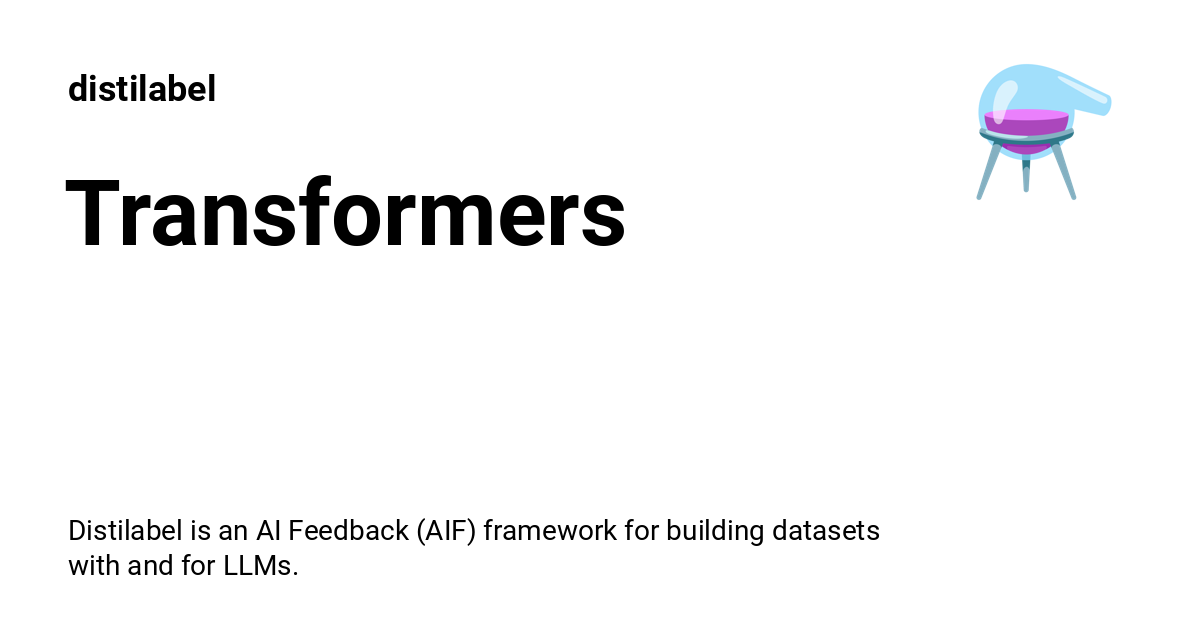 distilabel
Transformers
Distilabel is an AI Feedback (AIF) framework for building datasets
with and for LLMs.